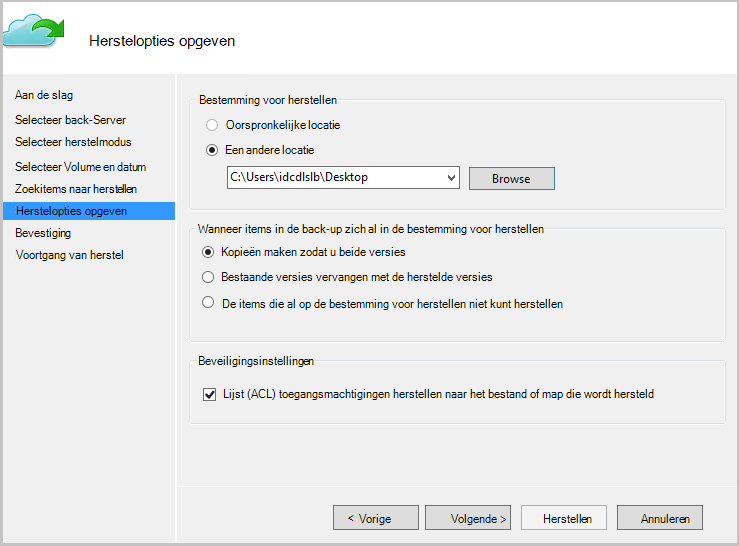 Herstelopties opgeven
Aan de slag
Selecteer back-Server
Selecteer herstelmodus
Selecteer Volume en datum
Zoekitems naar herstellen
Herstelopties opgeven
Bevestiging
Voortgang van herstel
Bestemming voor herstellen
Oorspronkelijke locatie
Een andere locatie
C:\Users\idcdlslb\Desktop
Browse
Wanneer items in de back-up zich al in de bestemming voor herstellen
Kopieën maken zodat u beide versies
Bestaande versies vervangen met de herstelde versies
De items die al op de bestemming voor herstellen niet kunt herstellen
Beveiligingsinstellingen
Lijst (ACL) toegangsmachtigingen herstellen naar het bestand of map die wordt hersteld
< Vorige
Volgende >
Herstellen
Annuleren